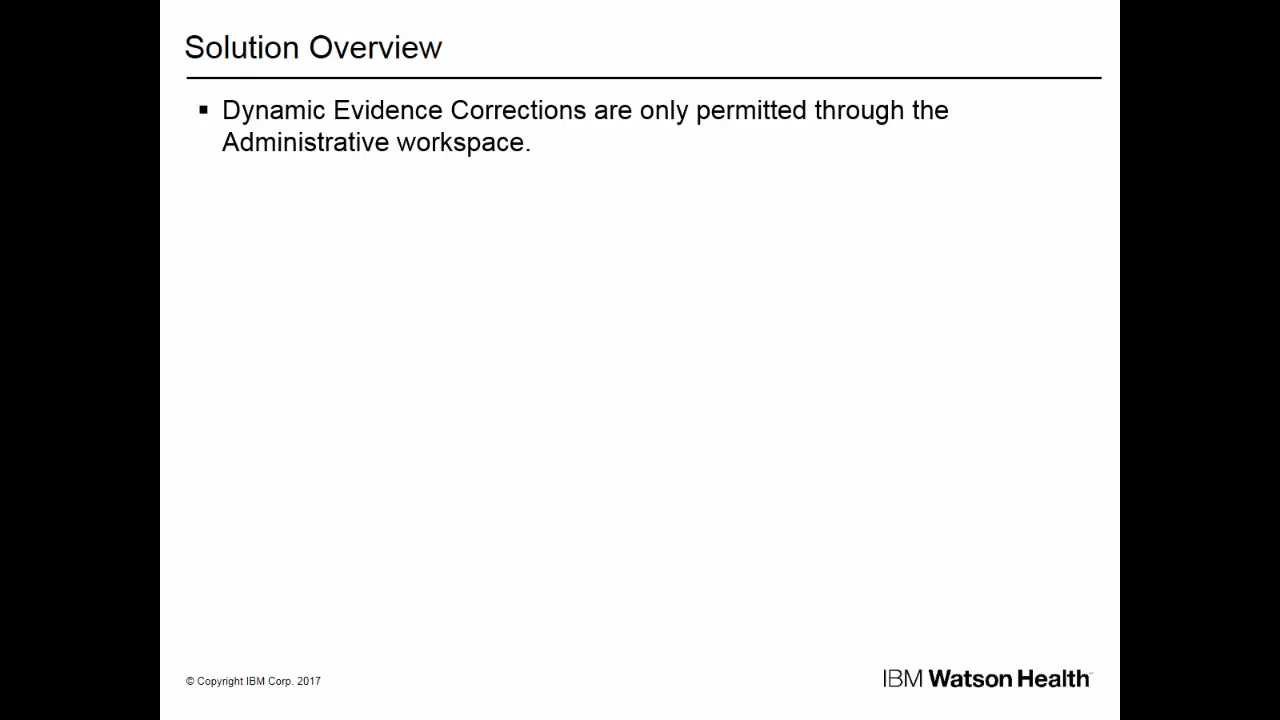 Solution Overview
▪ Dynamic Evidence Corrections are only permitted through the
Administrative workspace.
© Copyright IBM Corp. 2017
IBM Watson Health